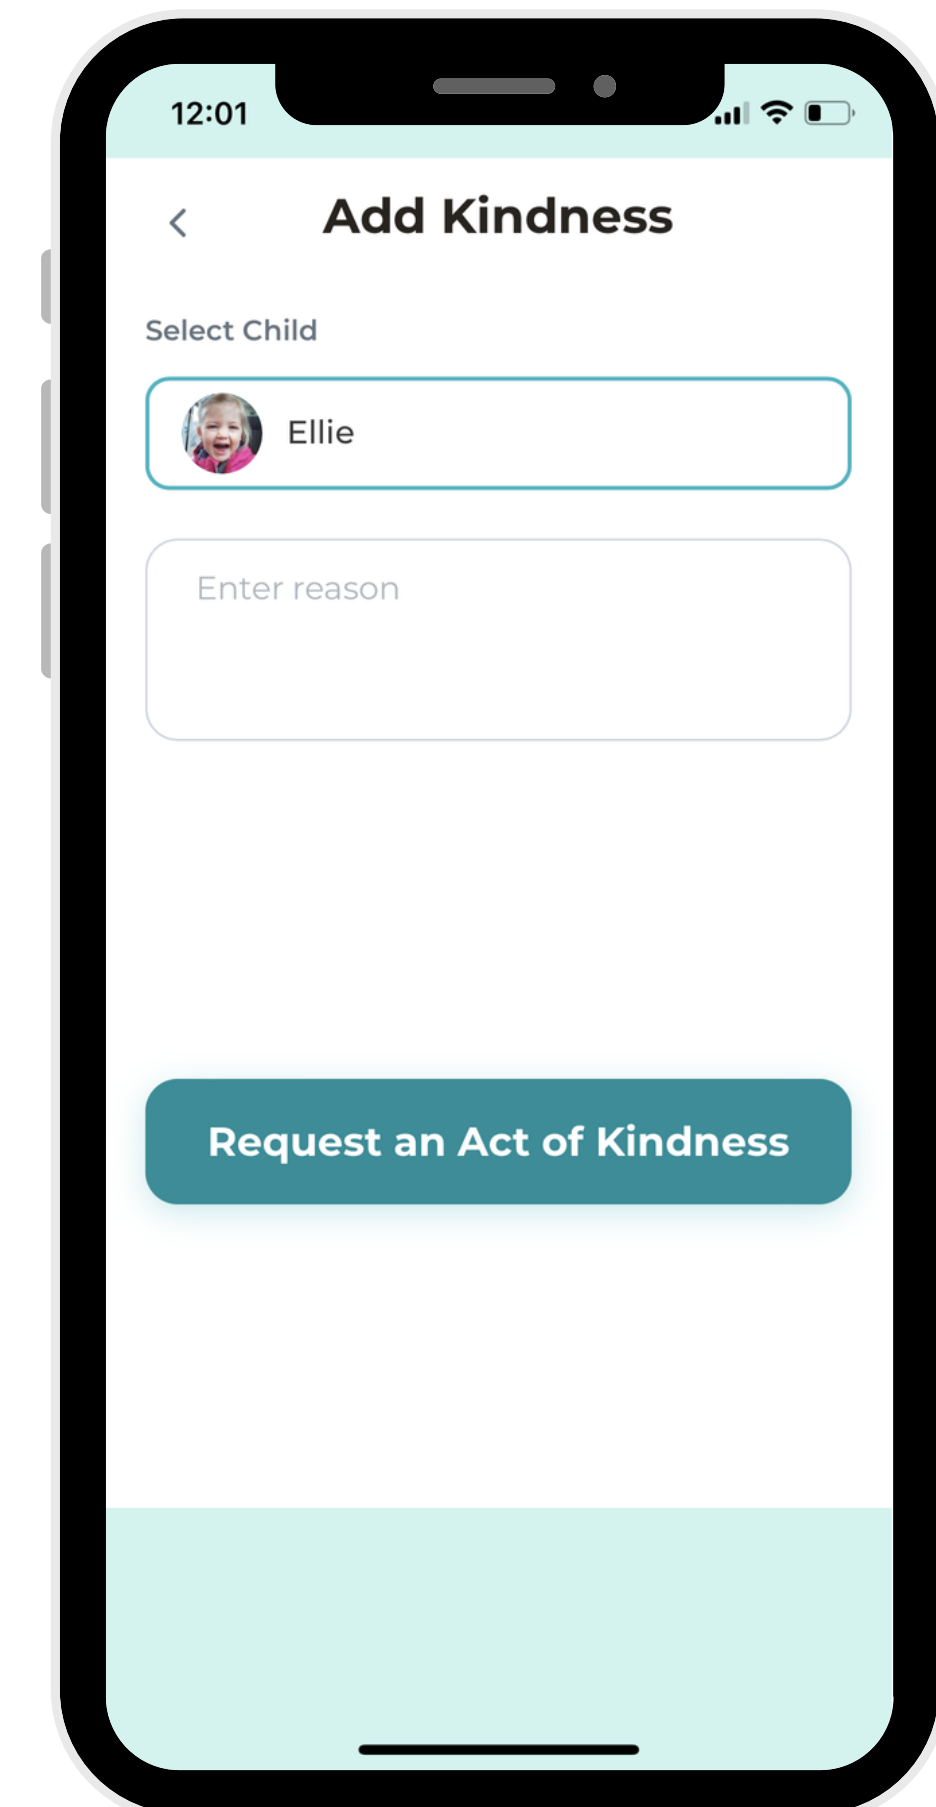 12:01
Add Kindness
Select Child
Ellie
Enter reason
Request an Act of Kindness